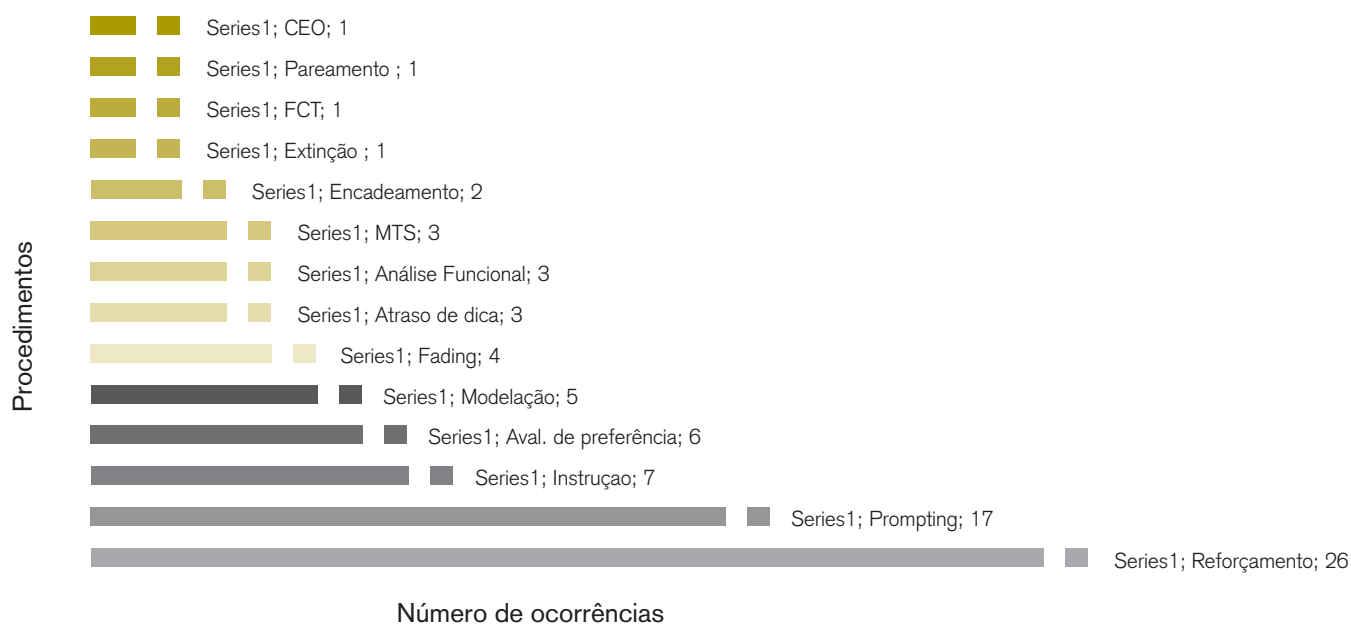 Series1; CEO; 1
Series1; Pareamento ; 1
Series1; FCT; 1
Series1; Extinção ; 1
Series1; Encadeamento; 2
Series1; MTS; 3
Series1; Análise Funcional; 3
Series1; Atraso de dica; 3
Series1; Fading; 4
Series1; Modelação; 5
Series1; Aval. de preferência; 6
Series1; Instruçao; 7
Series1; Prompting; 17
Series1; Reforçamento; 26
Procedimentos
Número de ocorrências